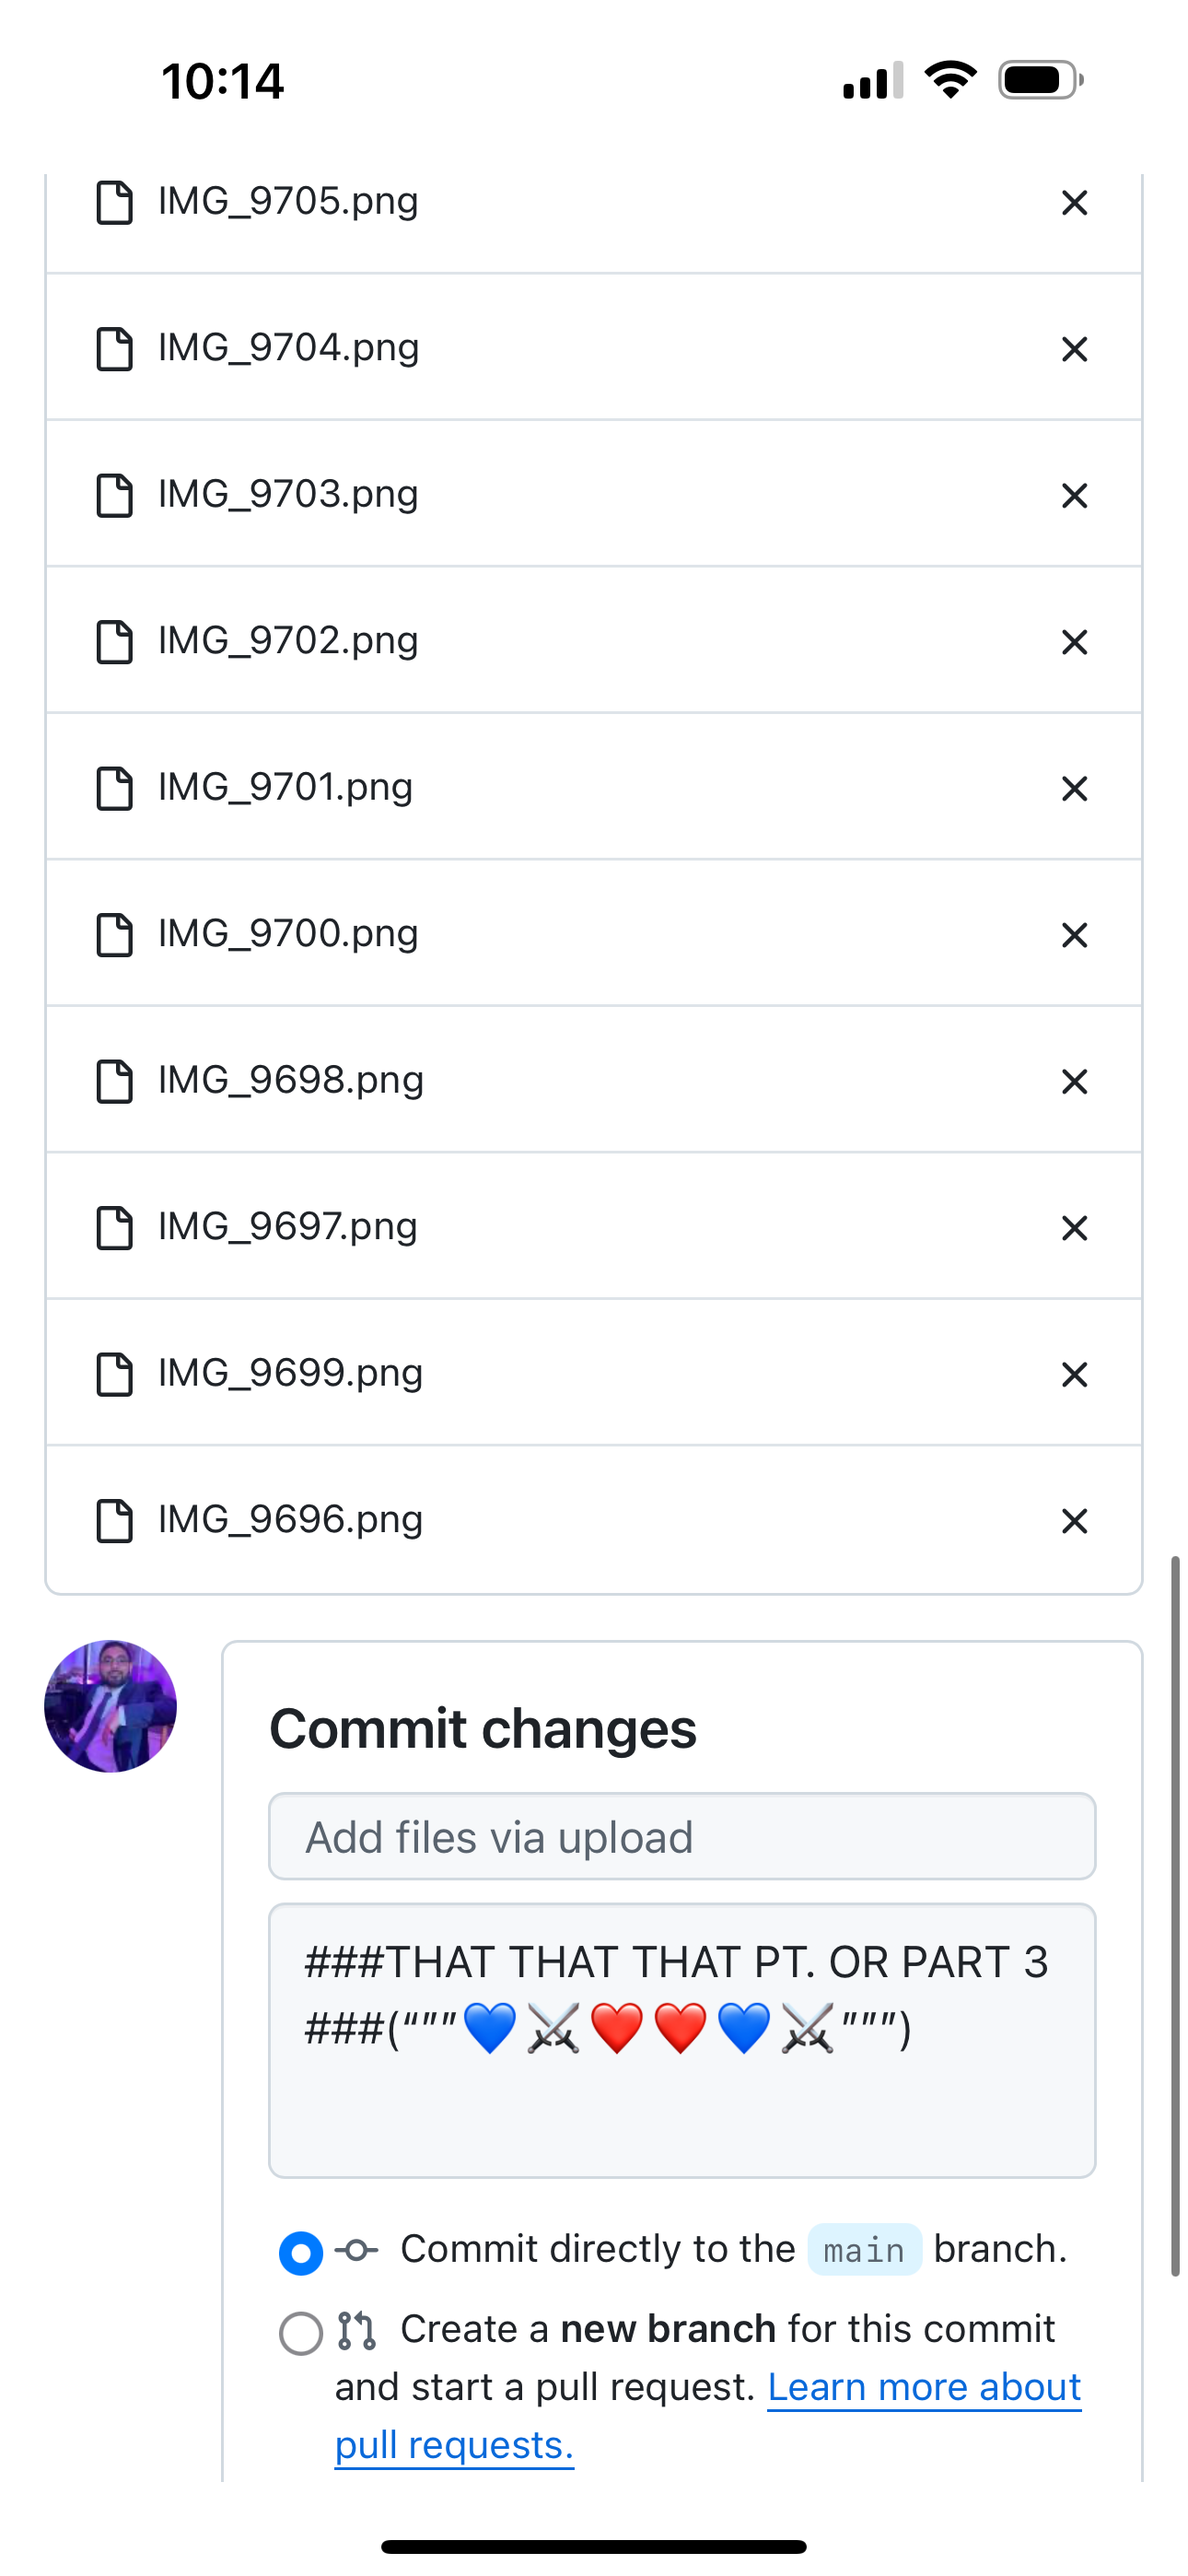 10:14
IMG_9705.png
IMG_9704.png
IMG_9703.png
IMG_9702.png
IMG_9701.png
IMG_9700.png
IMG_9698.png
IMG_9697.png
IMG_9699.png
IMG_9696.png
Commit changes
Add files via upload
###THAT THAT THAT PT. OR PART 3
###(“””💙⚔️❤️❤️💙⚔️”””)
Commit directly to the main branch.
Create a new branch for this commit
and start a pull request. Learn more about
pull requests.